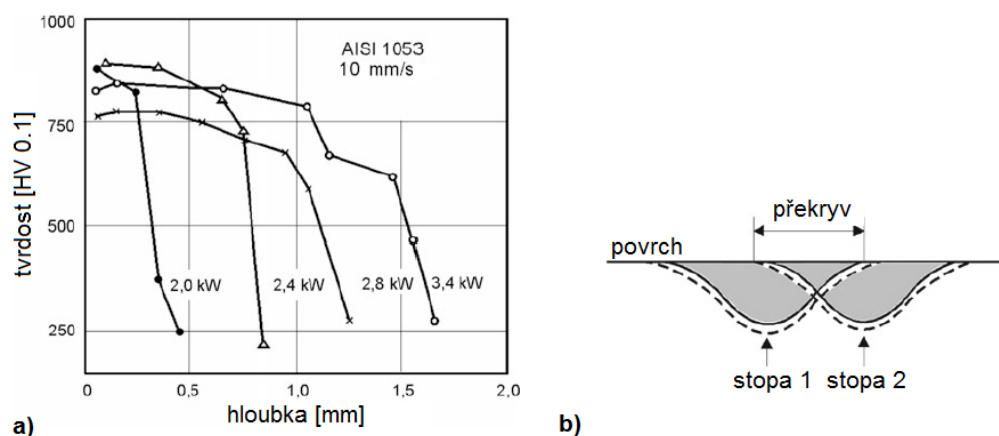 1000
750
500
250
tvrdost [HV 0.1]
AISI 1053
10 mm/s
2,0 kW
2,4 kW
2,8 kW
3,4 kW
0
0,5
1,0
1,5
2,0
hloubka [mm]
a)
překryv
povrch
stopa 1
stopa 2
b)